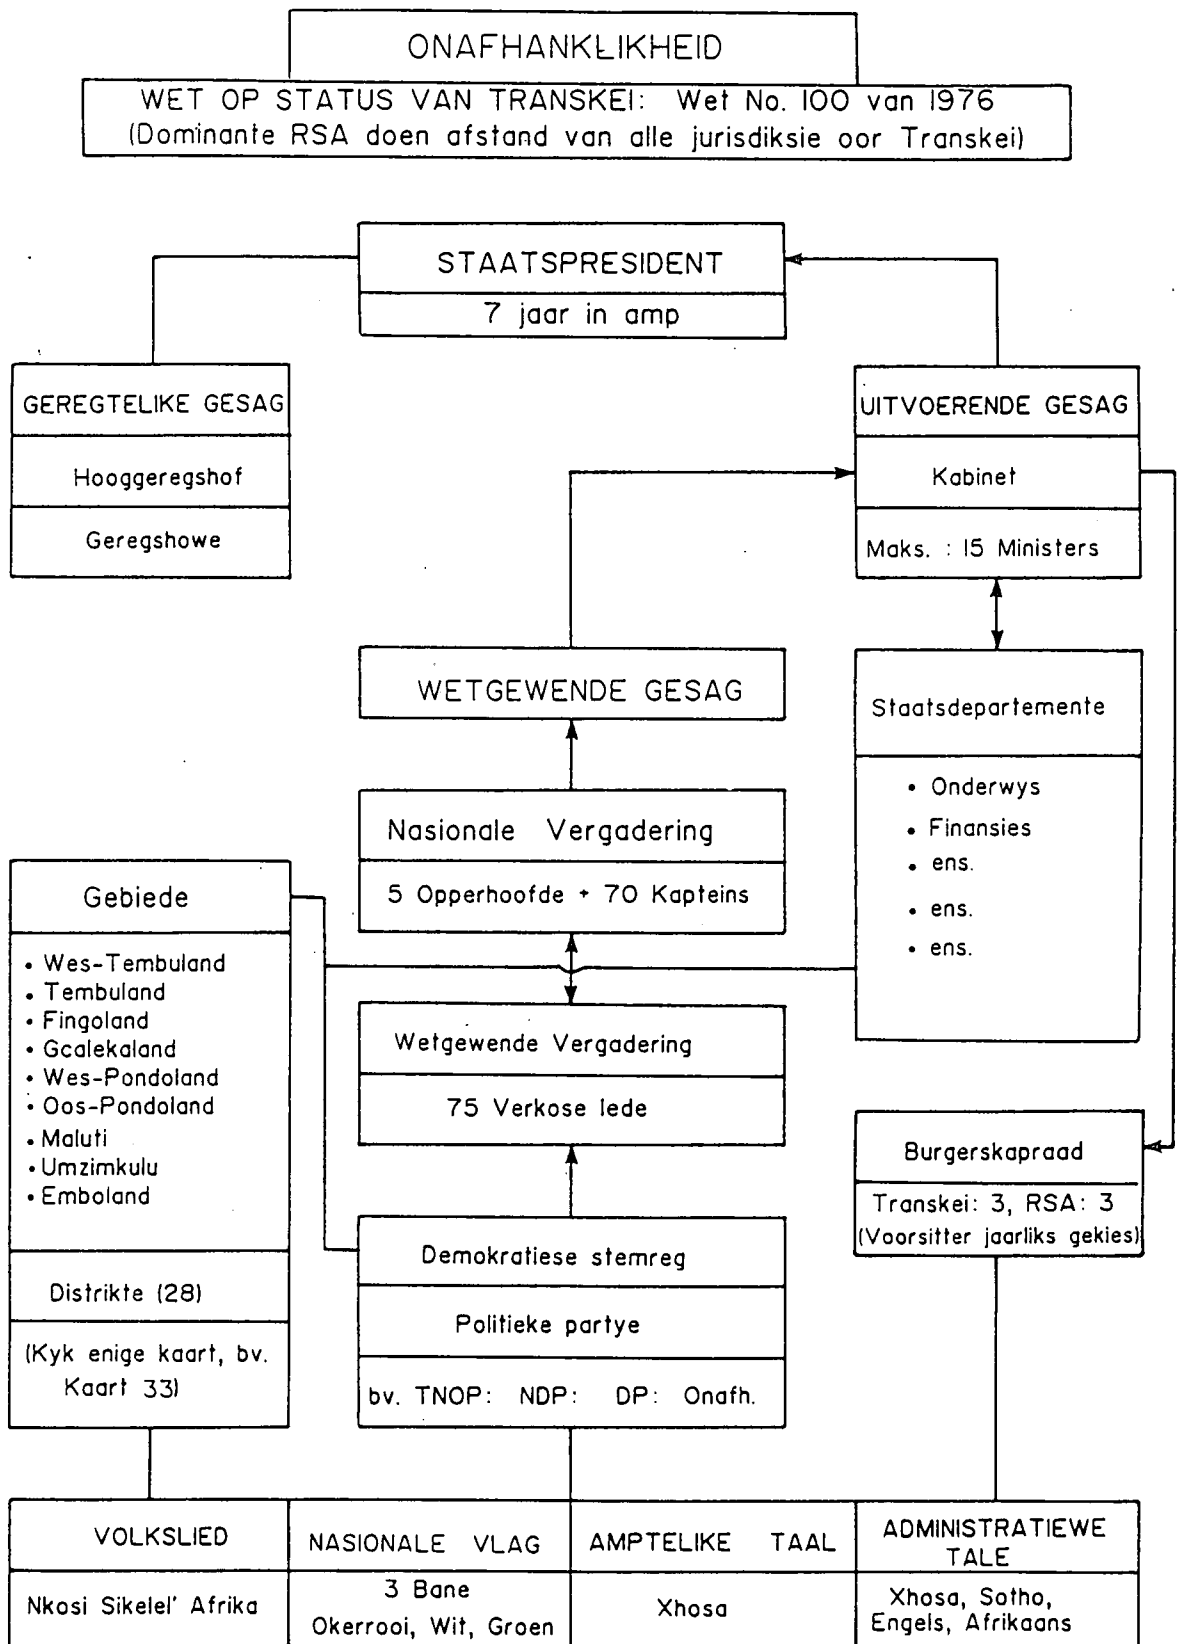 ONAFHANKLIKHEID
WET OP STATUS VAN TRANSKEI: Wet No. 100 van 1976
(Dominante RSA doen afstand van alle jurisdiksie oor Transkei)
STAATSPRESIDENT
7 jaar in amp
GEREGTELIKE GESAG
Hooggeregshof
Geregshowe
UITVOERENDE GESAG
Kabinet
Maks. : 15 Ministers
WETGEWENDE GESAG
Staatsdepartemente
• Onderwys
• Finansies
• ens.
• ens.
• ens.
Nasionale Vergadering
5 Opperhoofde + 70 Kapteins
Gebiede
• Wes-Tembuland
• Tembuland
• Fingoland
• Gcalekaland
• Wes-Pondoland
• Oos-Pondoland
• Maluti
• Umzimkulu
• Emboland
Distrikte (28)
(Kyk enige kaart, bv.
Kaart 33)
Wetgewende Vergadering
75 Verkose lede
Burgerskapraad
Transkei: 3, RSA: 3
(Voorsitter jaarliks gekies)
Demokratiese stemreg
Politieke partye
bv. TNOP: NDP: DP: Onafh.
VOLKSLIED
Nkosi Sikelel' Afrika
NASIONALE VLAG
3 Bane
Okerrooi, Wit, Groen
AMPTELIKE TAAL
Xhosa
ADMINISTRATIEWE
TALE
Xhosa, Sotho,
Engels, Afrikaans